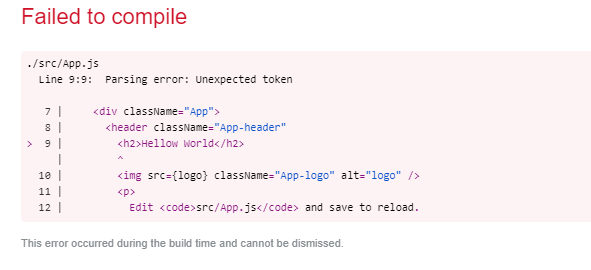 Failed to compile
./src/App.js
  Line 9:9:  Parsing error: Unexpected token

   7 |     <div className="App">
   8 |       <header className="App-header"
>  9 |         <h2>Hellow World</h2>
     |         ^
  10 |         <img src={logo} className="App-logo" alt="logo" />
  11 |         <p>
  12 |           Edit <code>src/App.js</code> and save to reload.
This error occurred during the build time and cannot be dismissed.